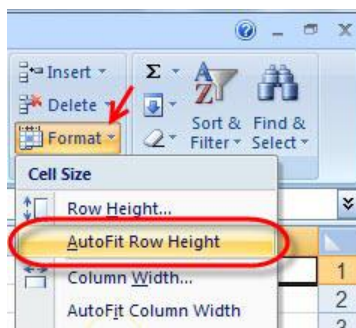 Insert
Σ
Delete
Format
A
Z
Sort &
Filter
Find &
Select
Cell Size
Row Height...
AutoFit Row Height
Column Width...
AutoFit Column Width
1
2